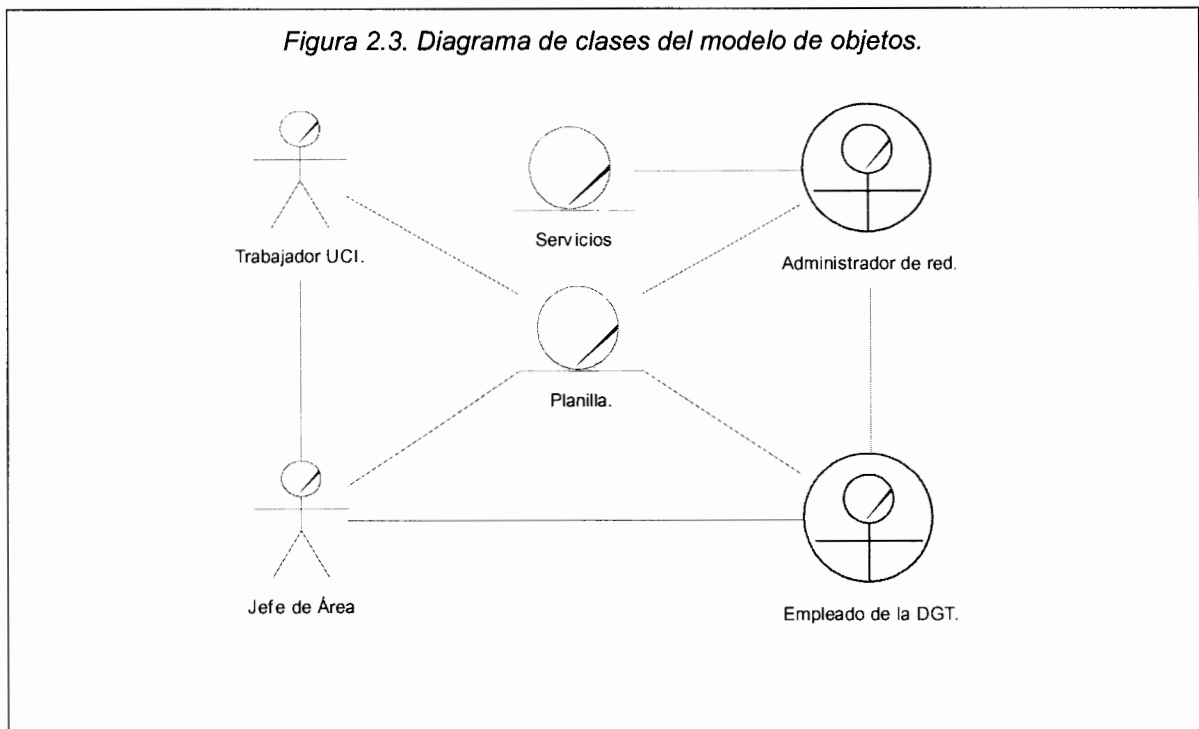 Figura 2.3. Diagrama de clases del modelo de objetos.
Trabajador UCI.
Servicios
Administrador de red.
Planilla.
Jefe de Área
Empleado de la DGT.